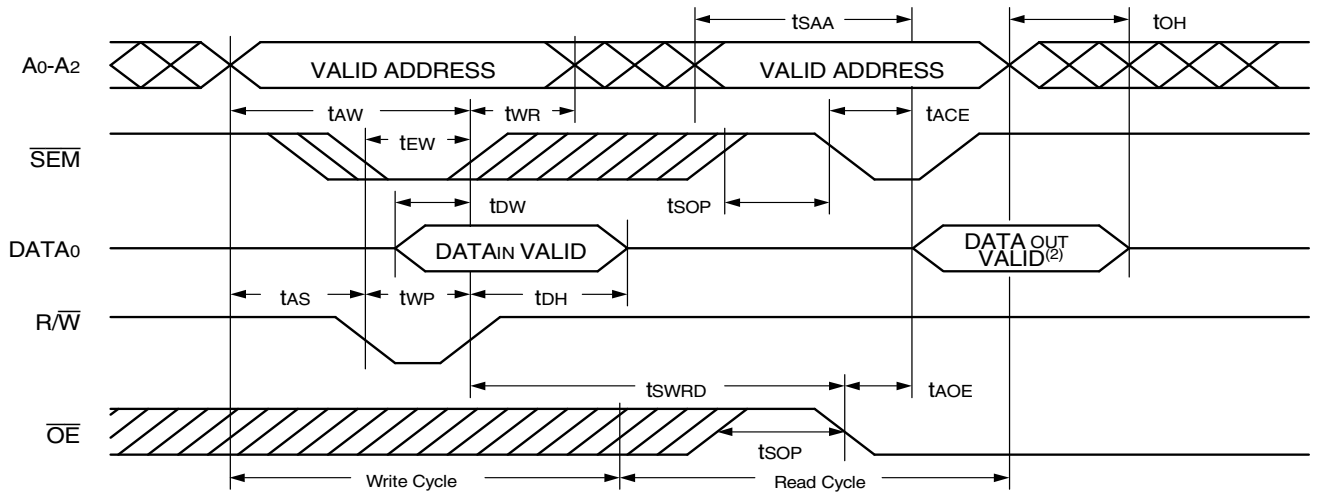 tSAA
tOH
A0-A2
VALID ADDRESS
VALID ADDRESS
tAW
tWR
tACE
tEW
SEM
tDW
tSOP
DATA0
DATAIN VALID
DATA OUT
VALID(2)
tAS
tWP
tDH
R/W
tSWRD
tAOE
OE
tSOP
Write Cycle
Read Cycle